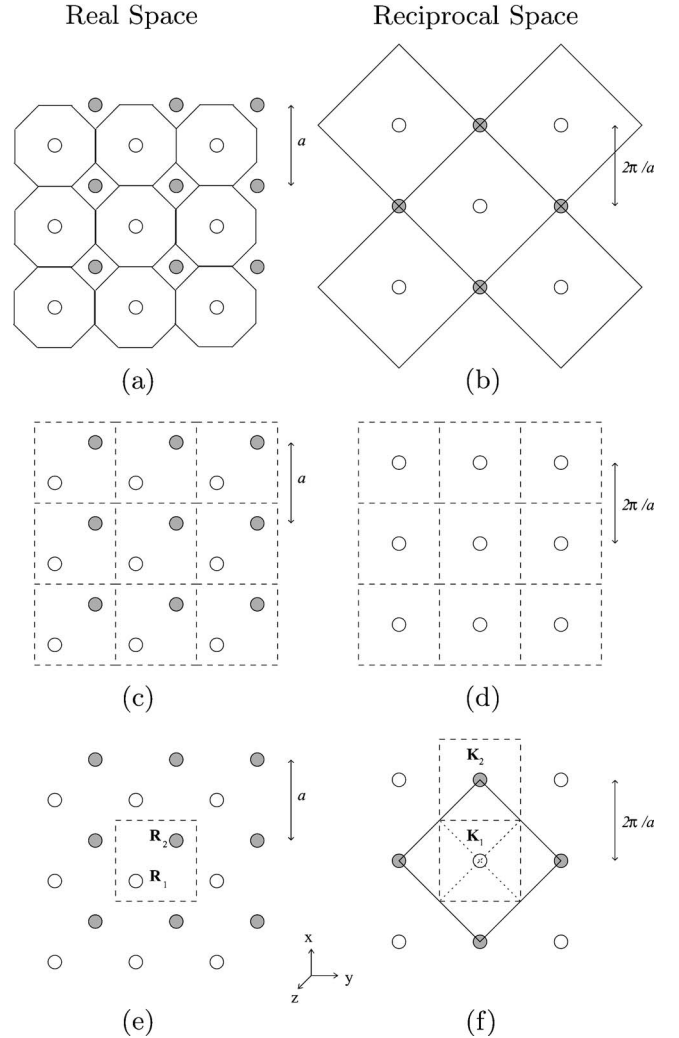 Real Space Reciprocal Space
a
2π/a
(a) (b)
a
2π/a
(c) (d)
K₂
a
R₂ K₁ 2π/a
R₁
x
y
z
(e) (f)